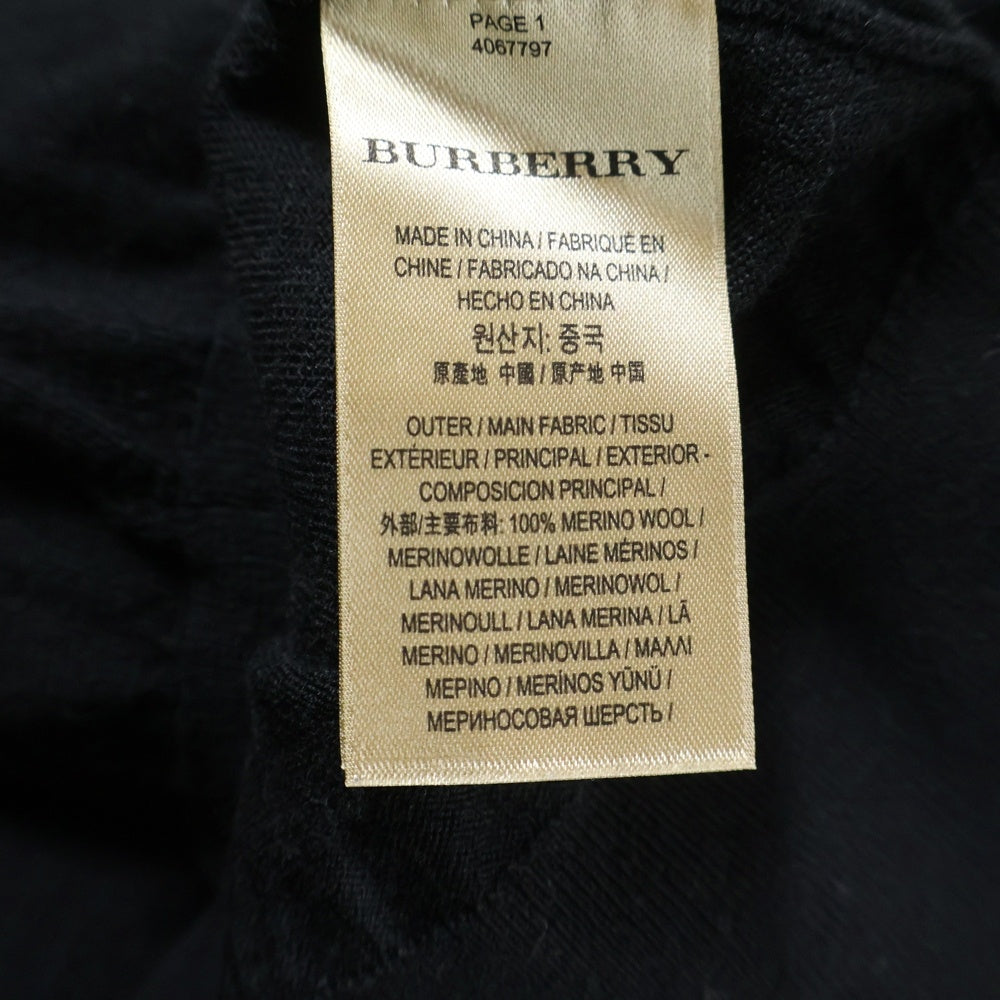 PAGE 1
4067797
BURBERRY
MADE IN CHINA / FABRIQUÉ EN
CHINE / FABRICADO NA CHINA /
HECHO EN CHINA
원산지: 중국
原產地 中國 / 原产地 中国
OUTER / MAIN FABRIC / TISSU
EXTÉRIEUR / PRINCIPAL / EXTERIOR -
COMPOSICION PRINCIPAL /
外部/主要布料: 100% MERINO WOOL /
MERINOWOLLE / LAINE MÉRINOS /
LANA MERINO / MERINOWOL /
MERINOULL / LANA MERINA / LÃ
MERINO / MERINOVILLA / ΜΑΛΛΙ
ΜΕΡΙΝΟ / MERİNOS YÜNÜ /
МЕРИНОСОВАЯ ШЕРСТЬ /